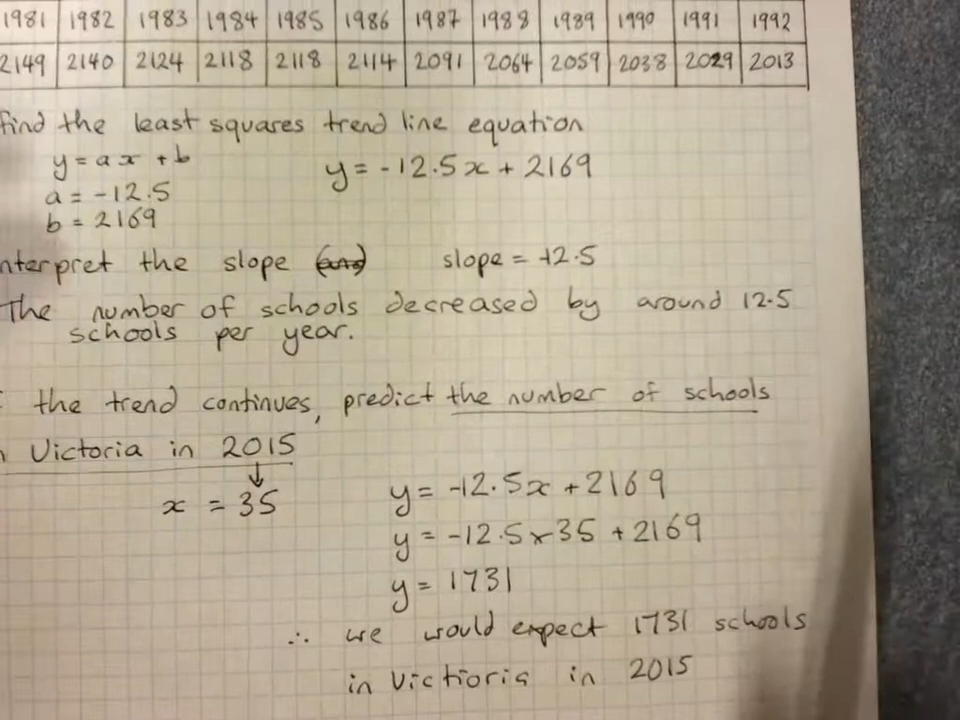 1981 1982 1983 1984 1985 1986 1987 1988 1989 1990 1991 1992
2149 2140 2124 2118 2118 2114 2091 2064 2059 2038 2029 2013
find the least squares trend line equation
y = ax + b y = -12.5x + 2169
a = -12.5
b = 2169
nterpret the slope (and) slope = -12.5
The number of schools decreased by around 12.5
schools per year.
the trend continues, predict the number of schools
n Victoria in 2015
x = 35 y = -12.5x + 2169
y = -12.5 x 35 + 2169
y = 1731
∴ we would expect 1731 schools
in Victioria in 2015